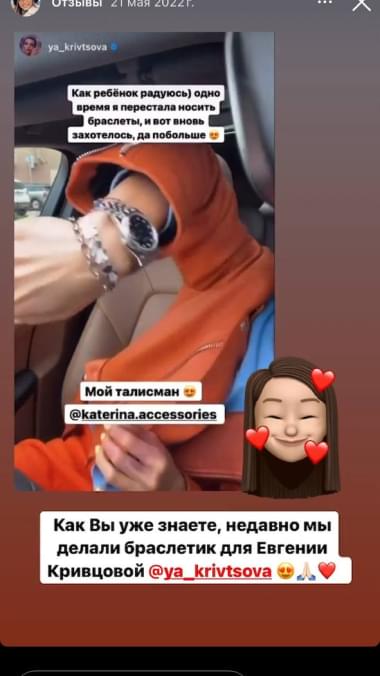 Отзывы 21 мая 2022 г.
ya_krivtsova
Как ребёнок радуюсь) одно
время я перестала носить
браслеты, и вот вновь
захотелось, да побольше 😍
Мой талисман 😍
@katerina.accessories
Как Вы уже знаете, недавно мы
делали браслетик для Евгении
Кривцовой @ya_krivtsova 😍🙏🏻❤️